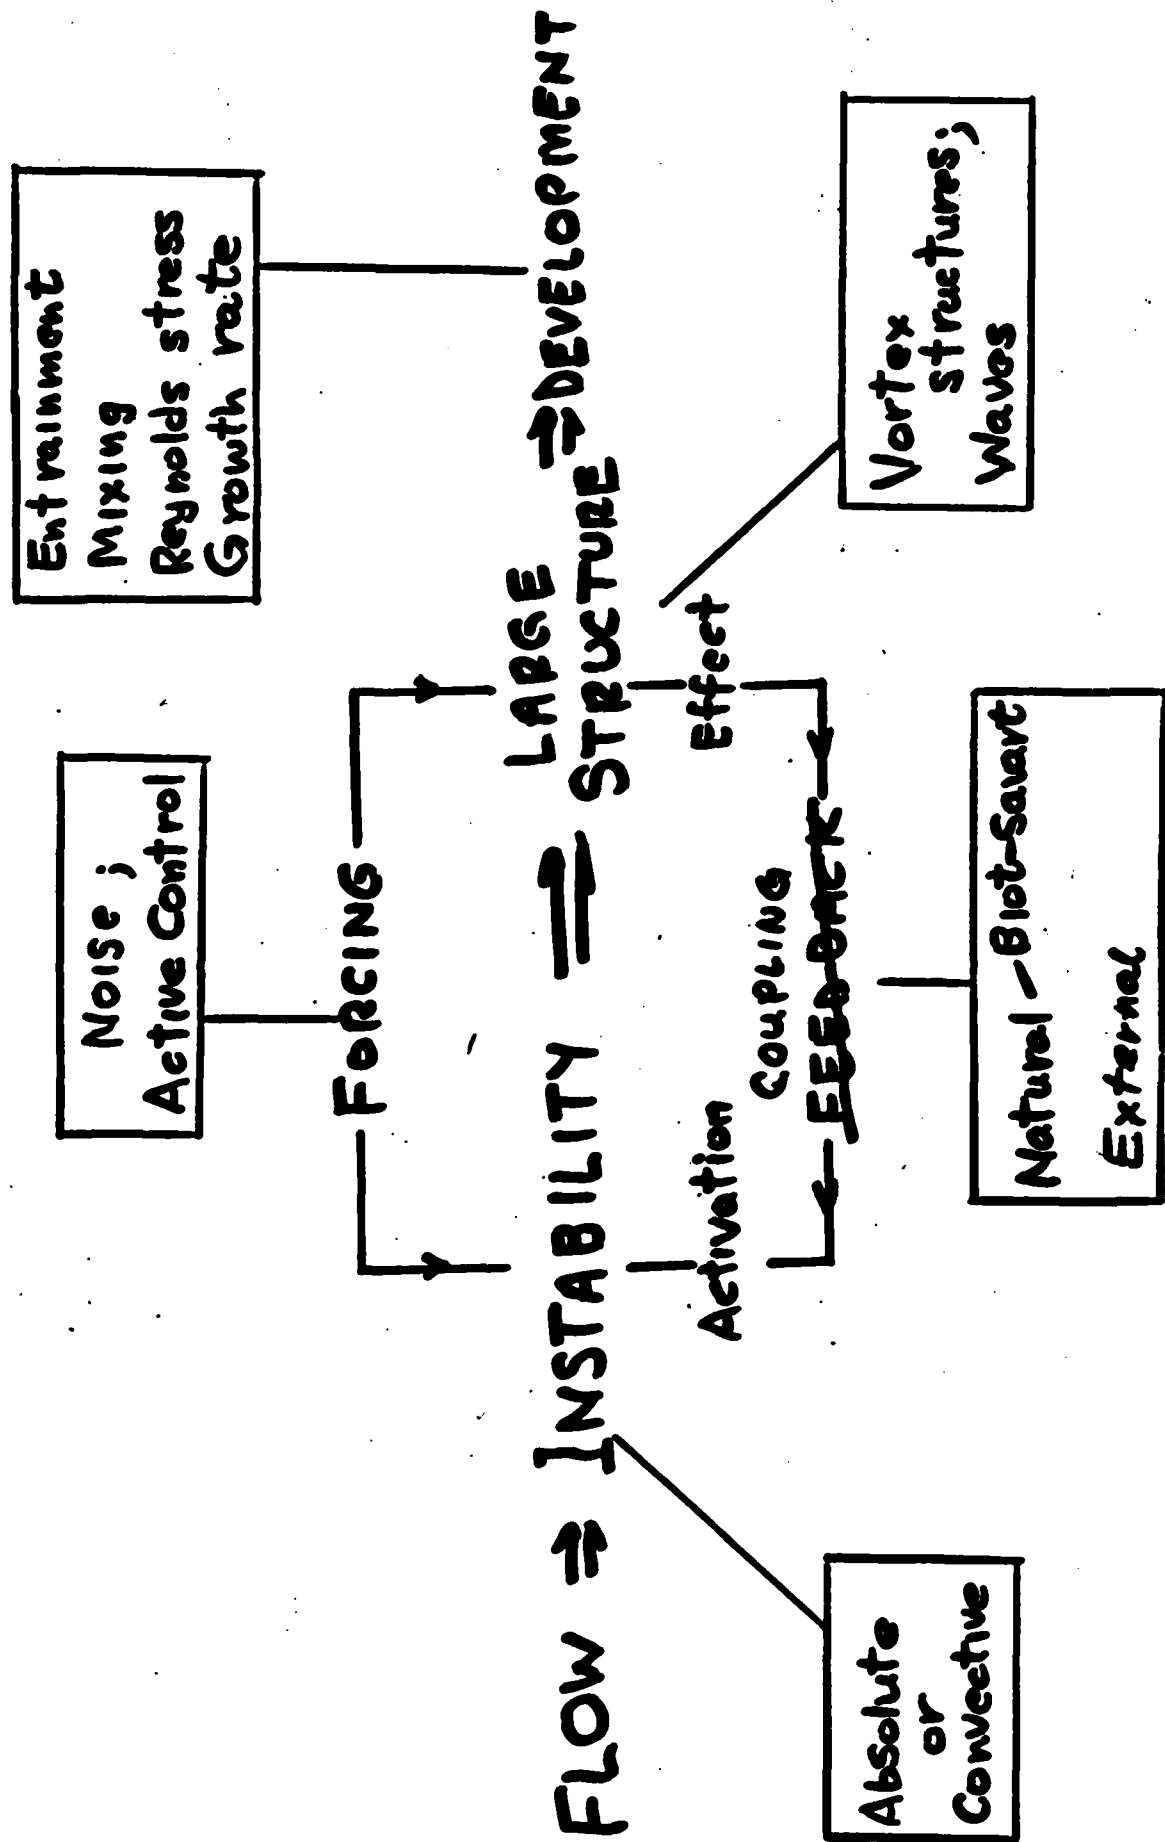 Entrainment
Mixing
Reynolds stress
Growth rate
Noise;
Active Control
FORCING
FLOW ⇒ INSTABILITY ⇒ LARGE
STRUCTURE ⇒ DEVELOPMENT
Activation
Effect
COUPLING
FEEDBACK
Absolute
or
Convective
Vortex
structures;
Waves
Natural - Biot-Savart
External